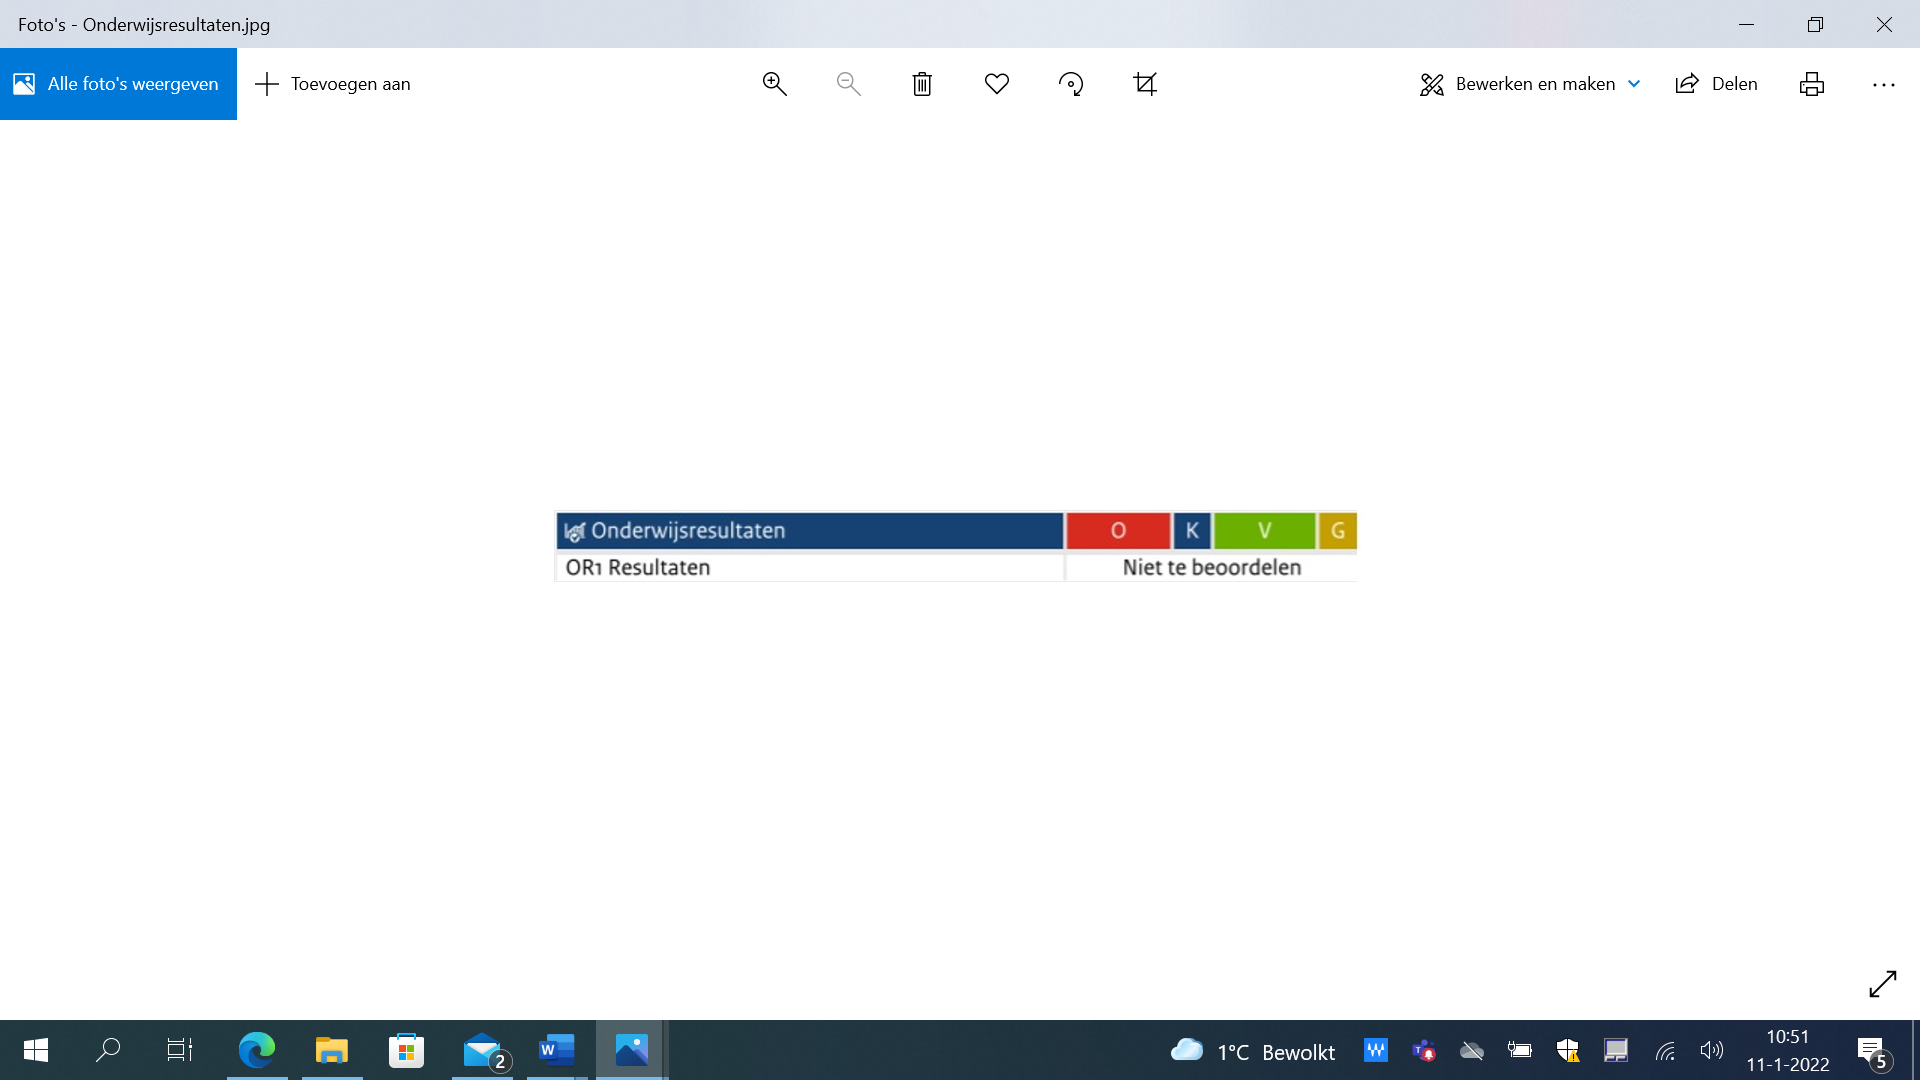 Foto's - Onderwijsresultaten.jpg
Alle foto's weergeven
Toevoegen aan
Bewerken en maken
Delen
Onderwijsresultaten O K V G
OR1 Resultaten Niet te beoordelen
2
W
1°C Bewolkt
10:51
11-1-2022
5